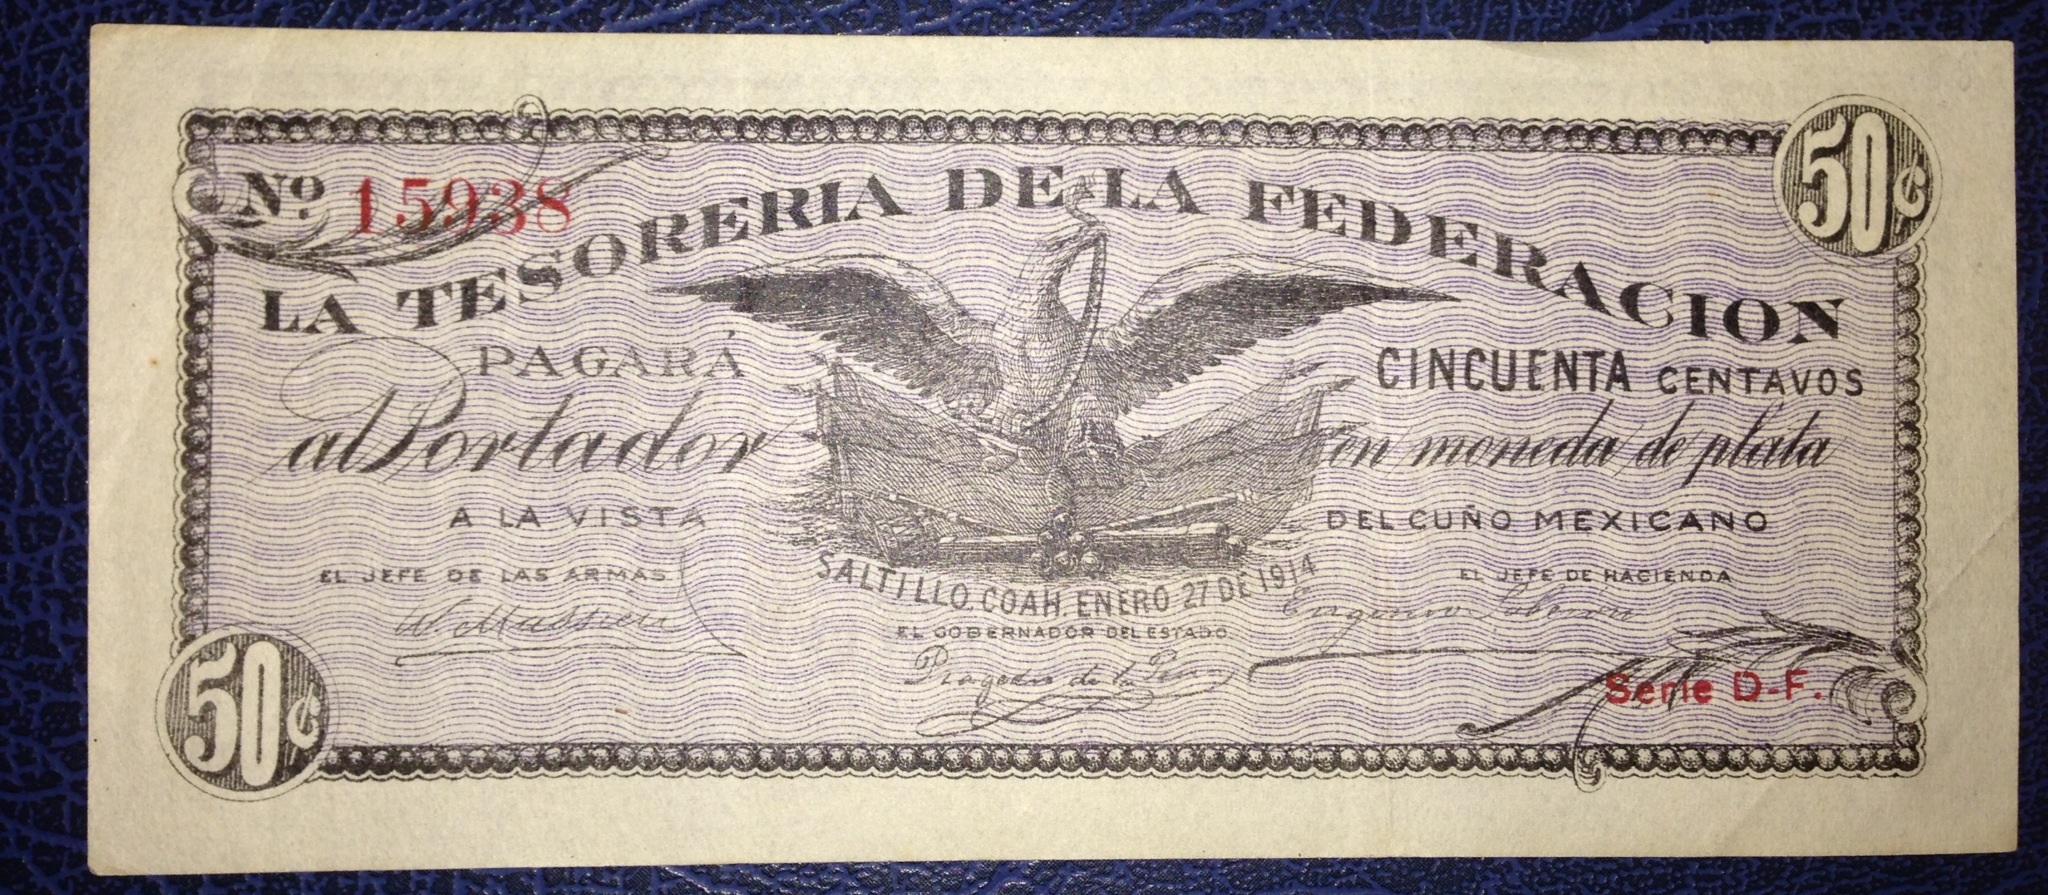 50¢
Nº 15938
LA TESORERIA DE LA FEDERACION
PAGARÁ
CINCUENTA CENTAVOS
al Portador
en moneda de plata
A LA VISTA
DEL CUÑO MEXICANO
EL JEFE DE LAS ARMAS
SALTILLO, COAH. ENERO 27 DE 1914
EL JEFE DE HACIENDA
EL GOBERNADOR DEL ESTADO
Serie D-F.
50¢